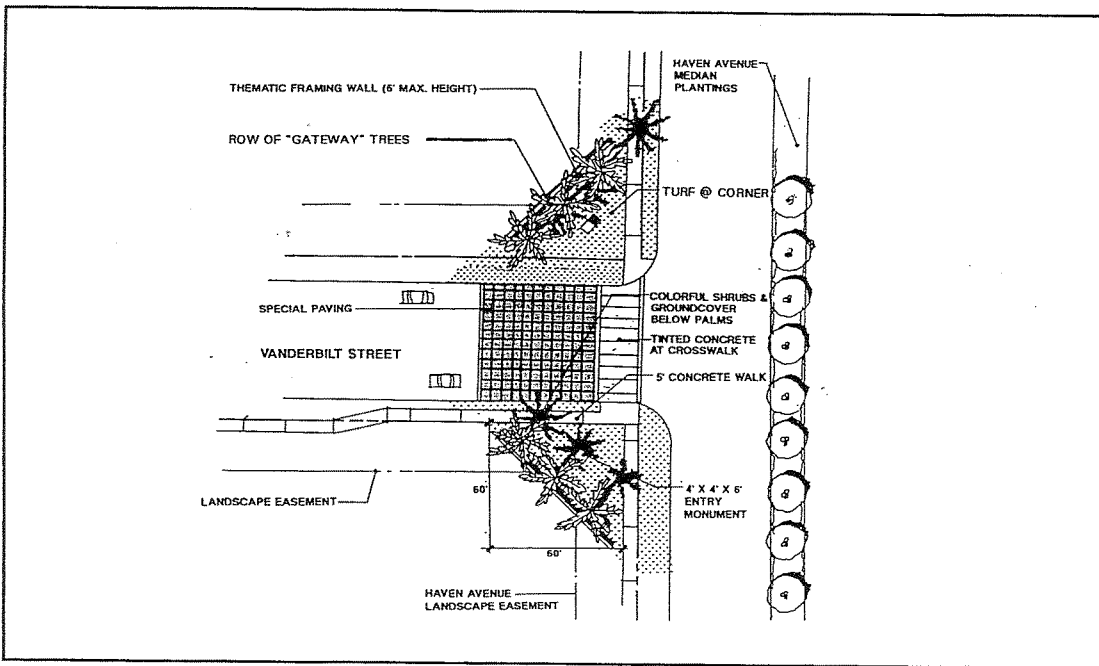 HAVEN AVENUE
MEDIAN
PLANTINGS
THEMATIC FRAMING WALL (6' MAX. HEIGHT)
ROW OF "GATEWAY" TREES
TURF @ CORNER
SPECIAL PAVING
COLORFUL SHRUBS &
GROUNDCOVER
BELOW PALMS
TINTED CONCRETE
AT CROSSWALK
VANDERBILT STREET
5' CONCRETE WALK
LANDSCAPE EASEMENT
60'
4' X 4' X 6'
ENTRY
MONUMENT
60'
HAVEN AVENUE
LANDSCAPE EASEMENT